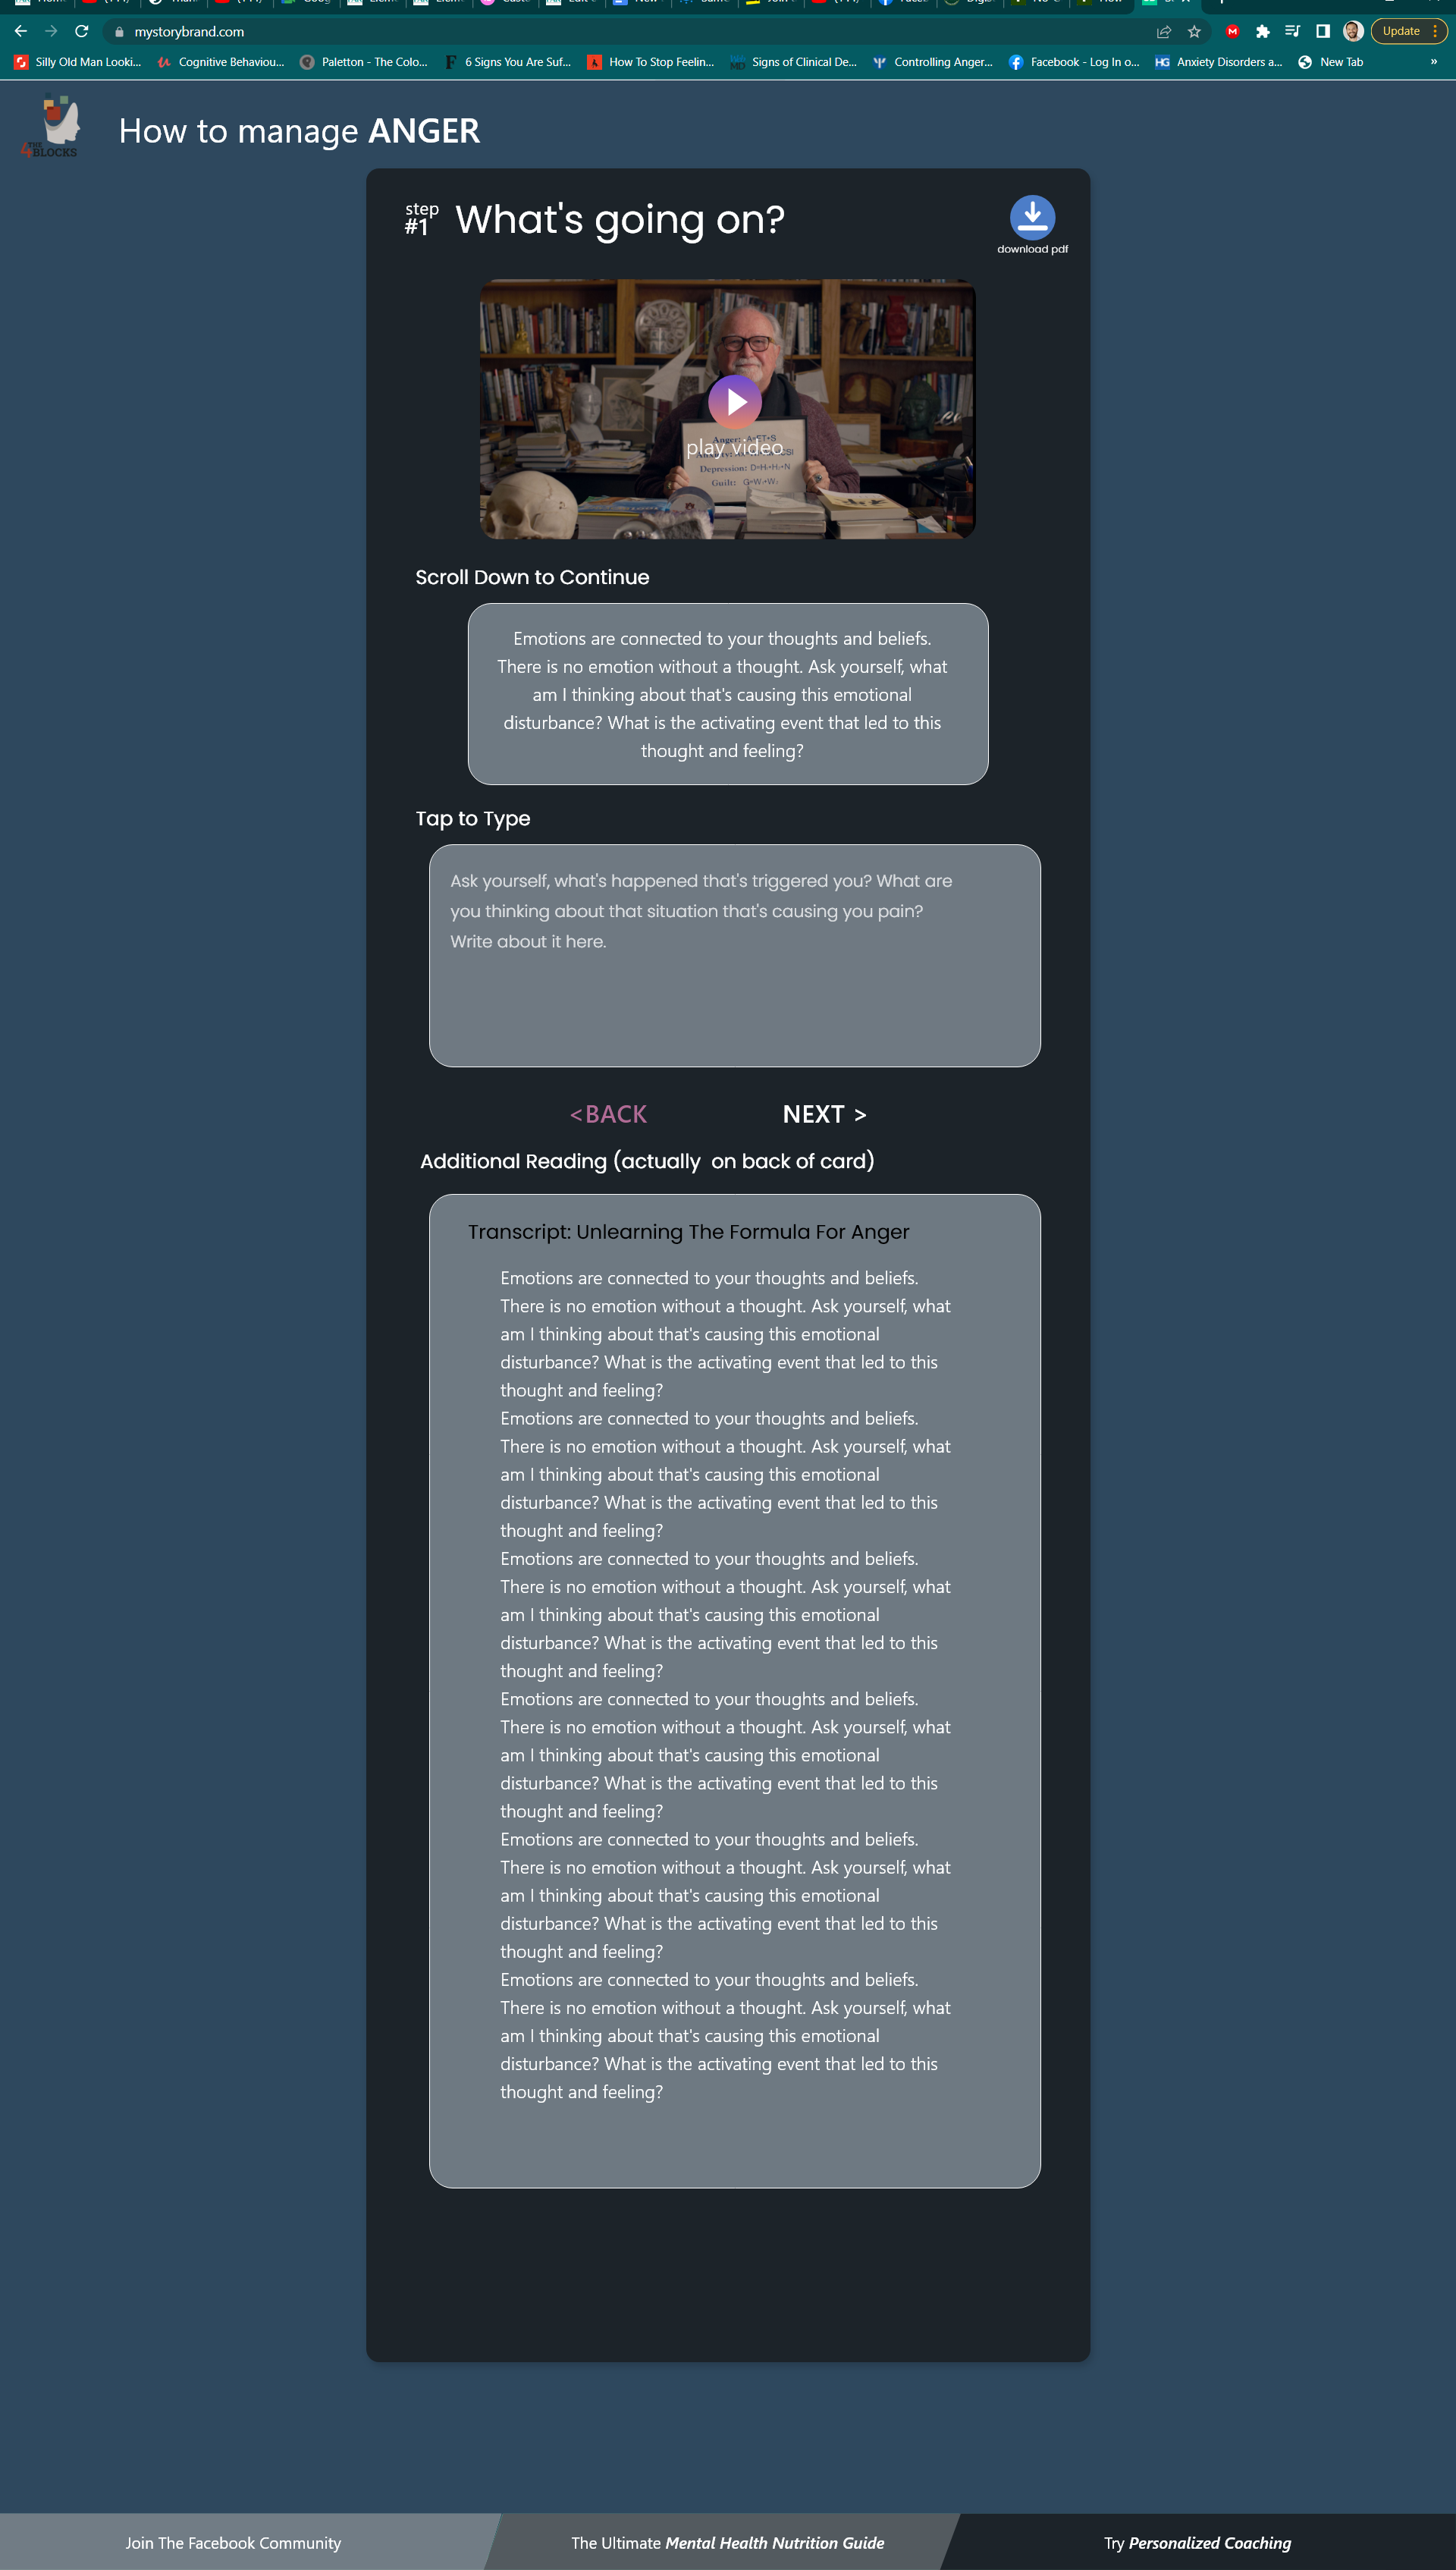 mystorybrand.com
Update
Silly Old Man Looki...
Cognitive Behaviou...
Paletton - The Colo...
6 Signs You Are Suf...
How To Stop Feelin...
Signs of Clinical De...
Controlling Anger...
Facebook - Log In o...
Anxiety Disorders a...
New Tab
»
4 THE BLOCKS
How to manage ANGER
step
#1
What's going on?
download pdf
play video
Anger: A=ET+S
Depression: D=H₁+H₂+N
Guilt: G=W₁+W₂
Scroll Down to Continue
Emotions are connected to your thoughts and beliefs.
There is no emotion without a thought. Ask yourself, what
am I thinking about that's causing this emotional
disturbance? What is the activating event that led to this
thought and feeling?
Tap to Type
Ask yourself, what's happened that's triggered you? What are
you thinking about that situation that's causing you pain?
Write about it here.
<BACK
NEXT >
Additional Reading (actually on back of card)
Transcript: Unlearning The Formula For Anger
Emotions are connected to your thoughts and beliefs.
There is no emotion without a thought. Ask yourself, what
am I thinking about that's causing this emotional
disturbance? What is the activating event that led to this
thought and feeling?
Emotions are connected to your thoughts and beliefs.
There is no emotion without a thought. Ask yourself, what
am I thinking about that's causing this emotional
disturbance? What is the activating event that led to this
thought and feeling?
Emotions are connected to your thoughts and beliefs.
There is no emotion without a thought. Ask yourself, what
am I thinking about that's causing this emotional
disturbance? What is the activating event that led to this
thought and feeling?
Emotions are connected to your thoughts and beliefs.
There is no emotion without a thought. Ask yourself, what
am I thinking about that's causing this emotional
disturbance? What is the activating event that led to this
thought and feeling?
Emotions are connected to your thoughts and beliefs.
There is no emotion without a thought. Ask yourself, what
am I thinking about that's causing this emotional
disturbance? What is the activating event that led to this
thought and feeling?
Emotions are connected to your thoughts and beliefs.
There is no emotion without a thought. Ask yourself, what
am I thinking about that's causing this emotional
disturbance? What is the activating event that led to this
thought and feeling?
Join The Facebook Community
The Ultimate Mental Health Nutrition Guide
Try Personalized Coaching